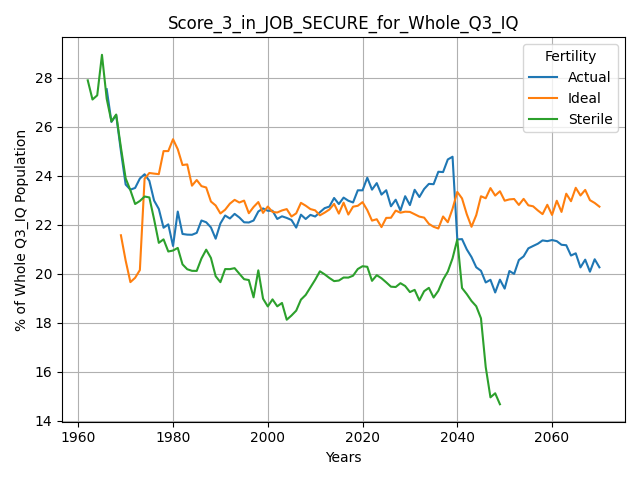 Score_3_in_JOB_SECURE_for_Whole_Q3_IQ
Fertility
Actual
Ideal
Sterile
% of Whole Q3_IQ Population
28
26
24
22
20
18
16
14
1960 1980 2000 2020 2040 2060
Years